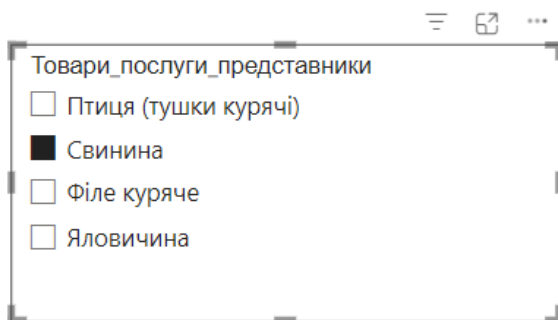 Товари_послуги_представники
Птиця (тушки курячі)
Свинина
Філе куряче
Яловичина